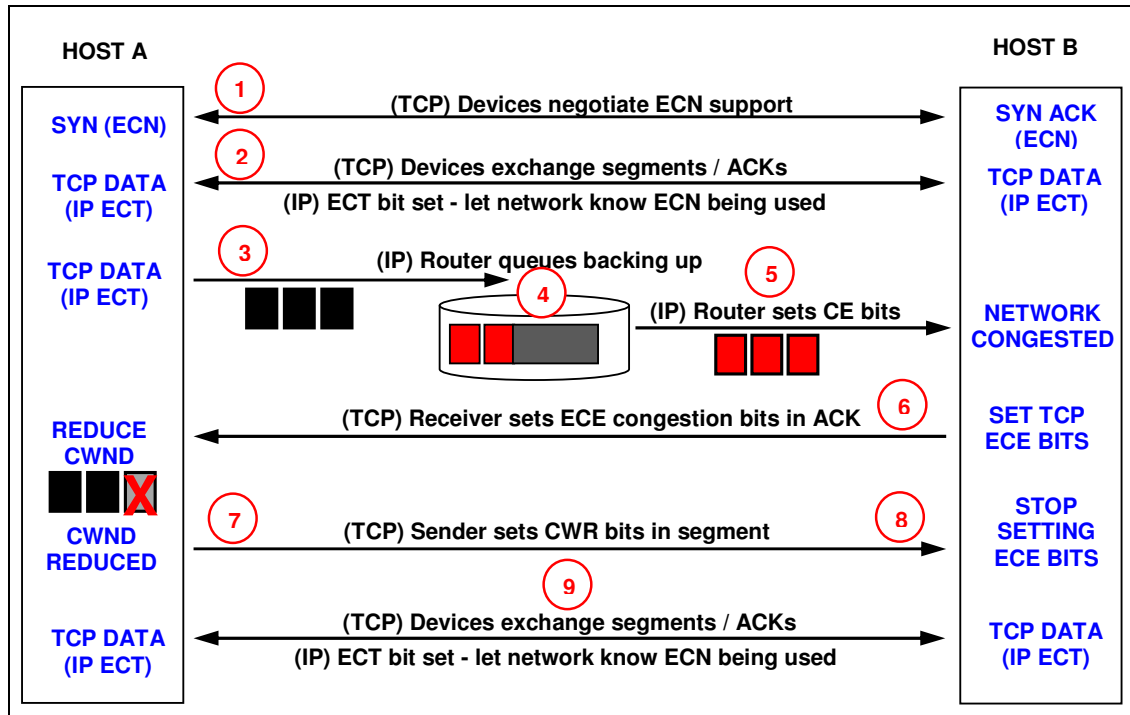 HOST A
HOST B
1
(TCP) Devices negotiate ECN support
SYN (ECN)
SYN ACK
(ECN)
2
(TCP) Devices exchange segments / ACKs
TCP DATA
(IP ECT)
(IP) ECT bit set - let network know ECN being used
TCP DATA
(IP ECT)
3
(IP) Router queues backing up
TCP DATA
(IP ECT)
4
5
(IP) Router sets CE bits
NETWORK
CONGESTED
6
(TCP) Receiver sets ECE congestion bits in ACK
SET TCP
ECE BITS
REDUCE
CWND
X
7
(TCP) Sender sets CWR bits in segment
8
STOP
SETTING
ECE BITS
CWND
REDUCED
9
(TCP) Devices exchange segments / ACKs
TCP DATA
(IP ECT)
(IP) ECT bit set - let network know ECN being used
TCP DATA
(IP ECT)